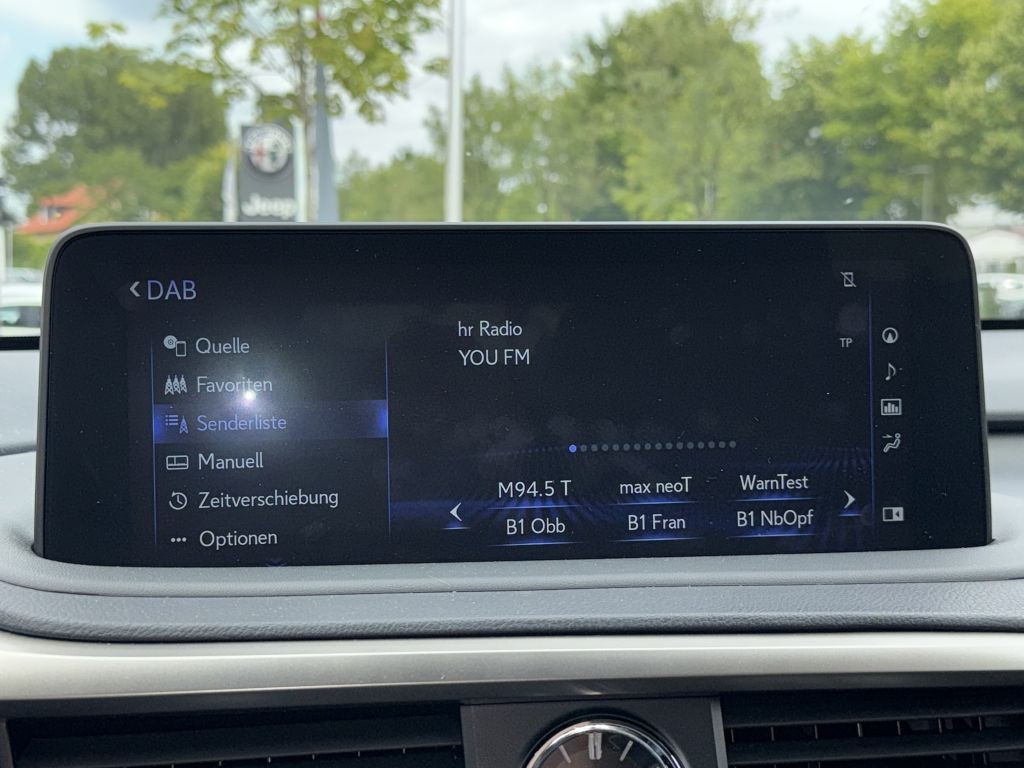 Jeep
DAB
Quelle
Favoriten
Senderliste
Manuell
Zeitverschiebung
Optionen
hr Radio
YOU FM
TP
M94.5 T
max neoT
WarnTest
B1 Obb
B1 Fran
B1 NbOpf